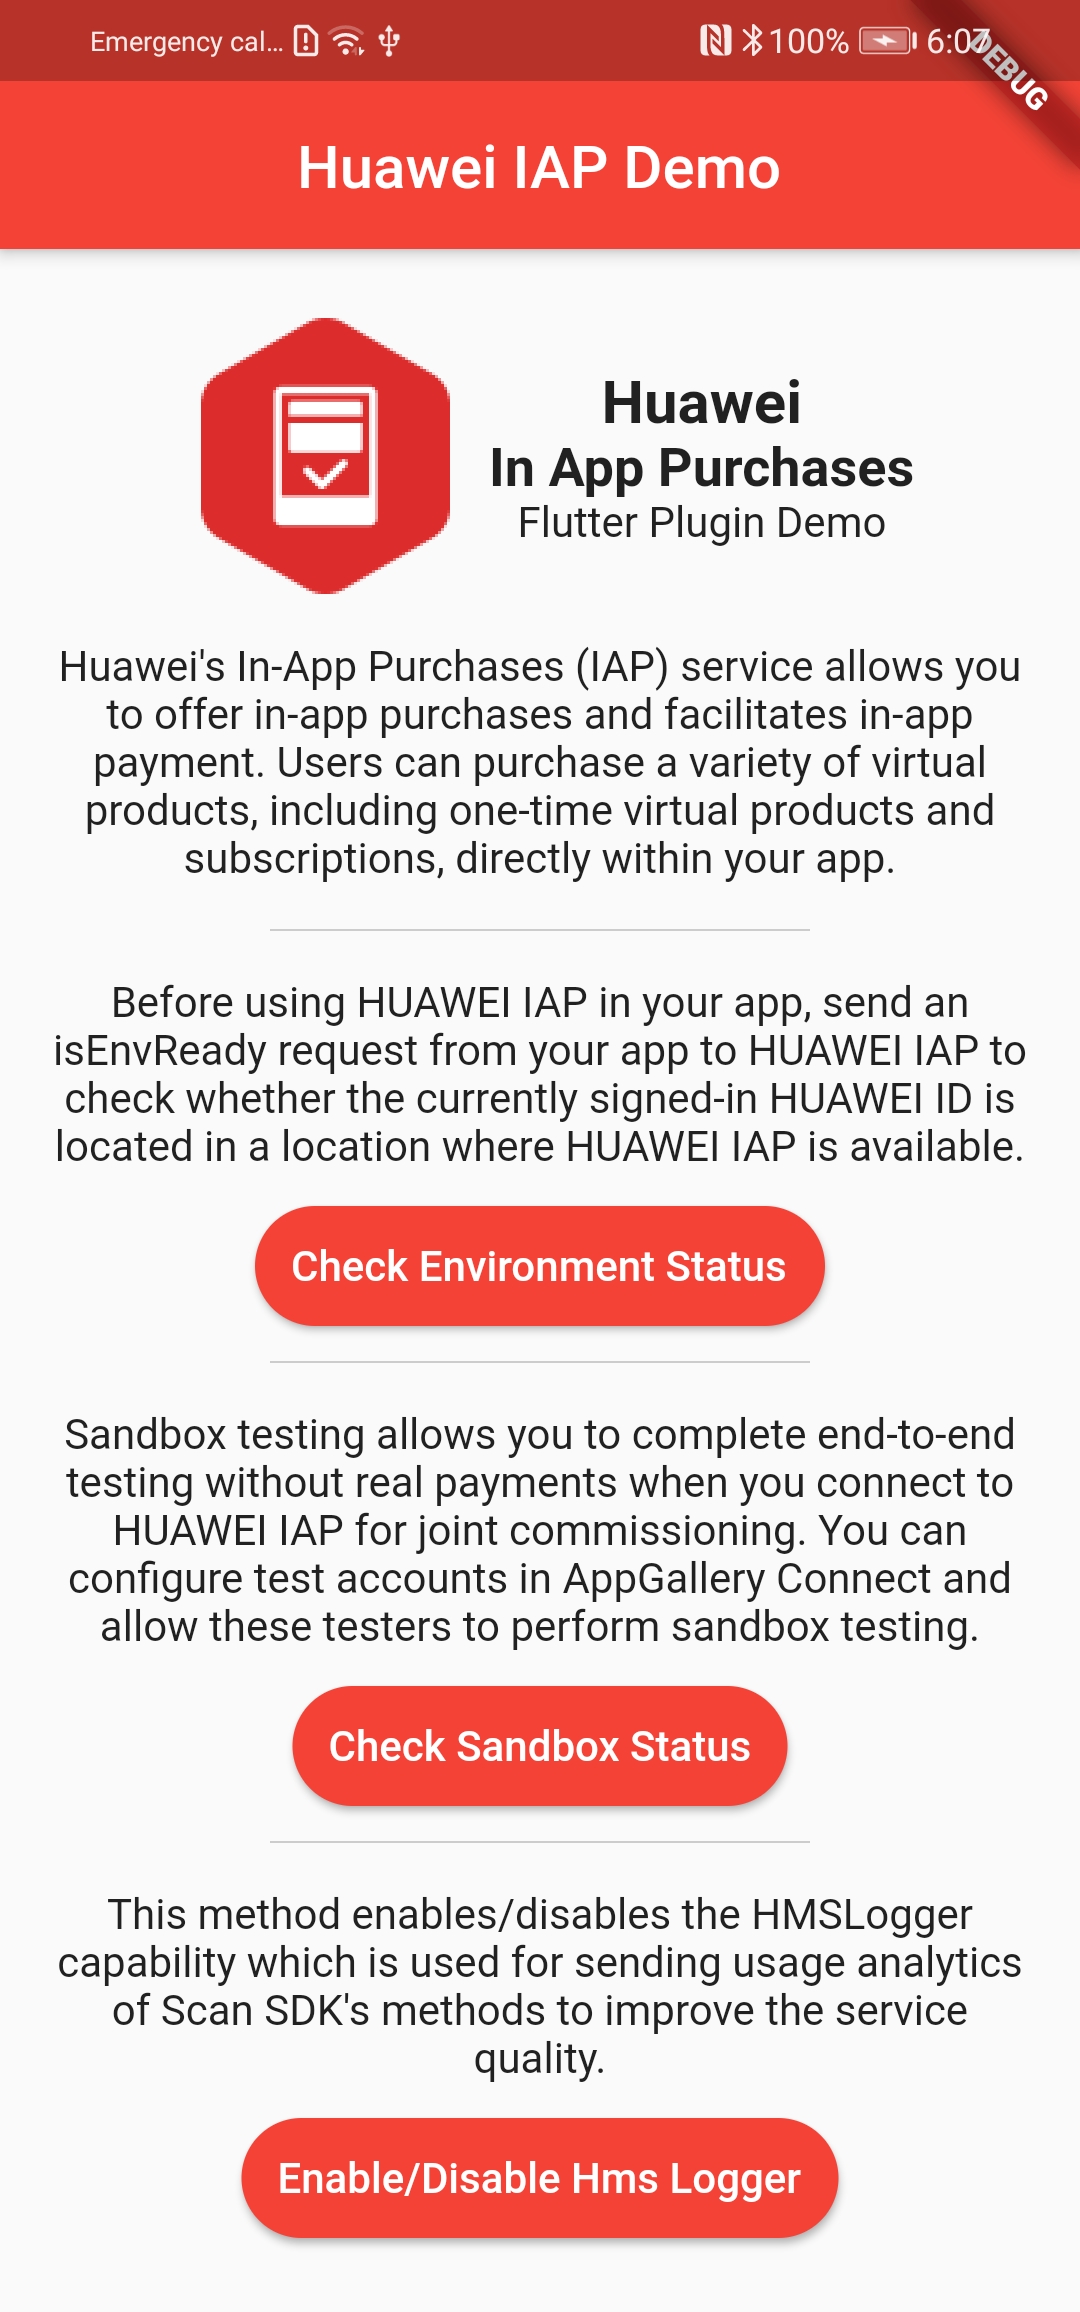 Emergency cal... 100% 6:07
DEBUG
Huawei IAP Demo
Huawei
In App Purchases
Flutter Plugin Demo
Huawei's In-App Purchases (IAP) service allows you
to offer in-app purchases and facilitates in-app
payment. Users can purchase a variety of virtual
products, including one-time virtual products and
subscriptions, directly within your app.
Before using HUAWEI IAP in your app, send an
isEnvReady request from your app to HUAWEI IAP to
check whether the currently signed-in HUAWEI ID is
located in a location where HUAWEI IAP is available.
Check Environment Status
Sandbox testing allows you to complete end-to-end
testing without real payments when you connect to
HUAWEI IAP for joint commissioning. You can
configure test accounts in AppGallery Connect and
allow these testers to perform sandbox testing.
Check Sandbox Status
This method enables/disables the HMSLogger
capability which is used for sending usage analytics
of Scan SDK's methods to improve the service
quality.
Enable/Disable Hms Logger